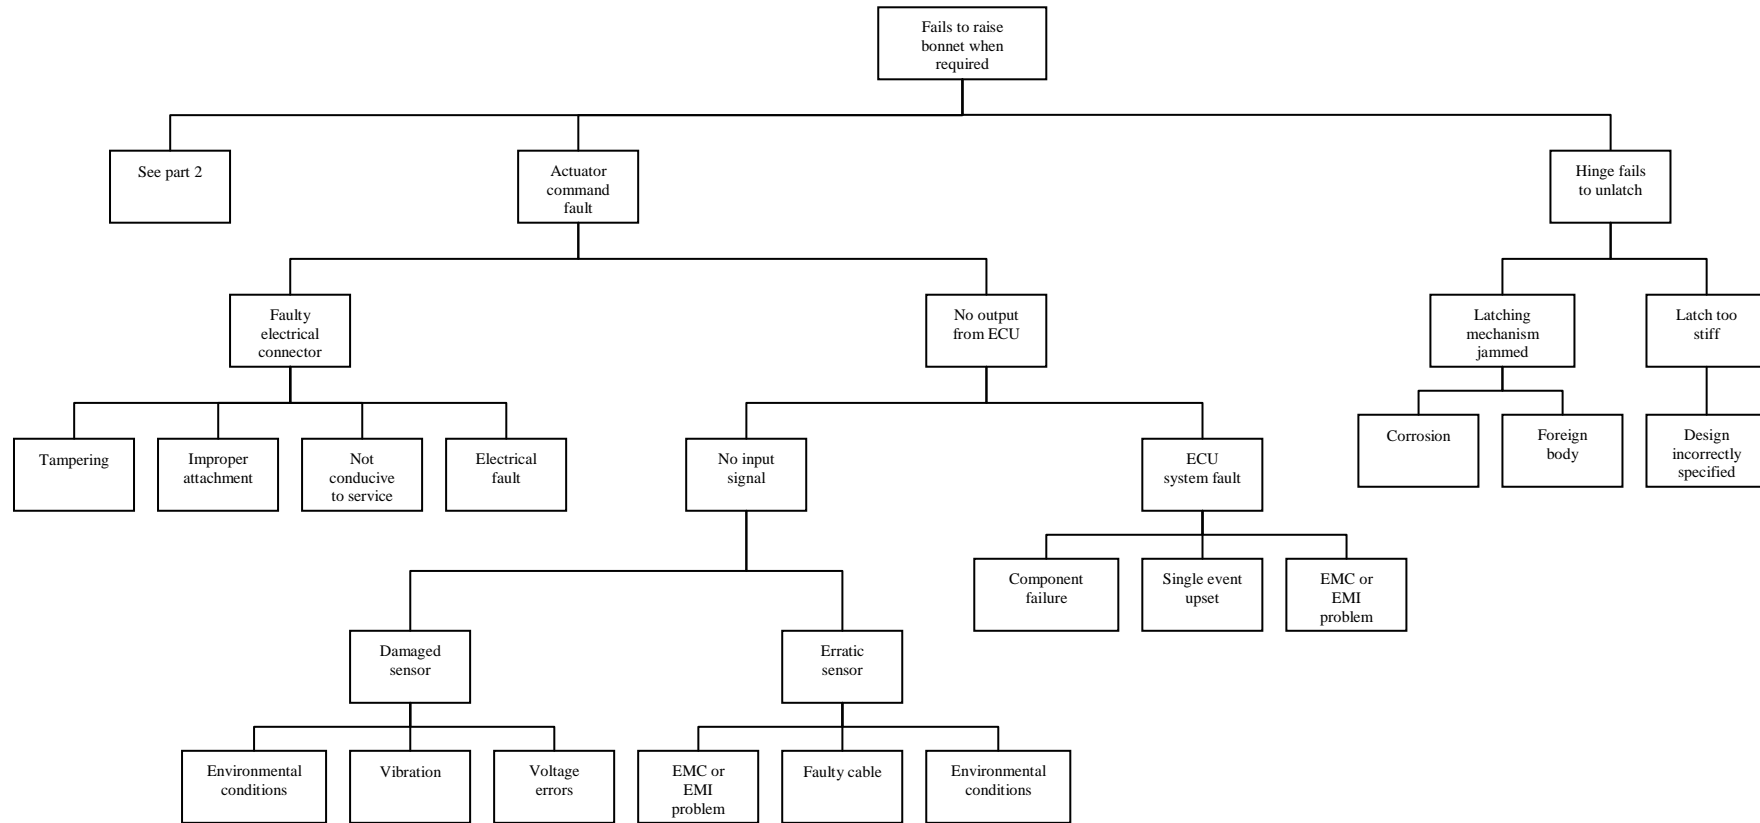 Fails to raise
bonnet when
required
See part 2
Actuator
command
fault
Hinge fails
to unlatch
Faulty
electrical
connector
No output
from ECU
Latching
mechanism
jammed
Latch too
stiff
Tampering
Improper
attachment
Not
conducive
to service
Electrical
fault
No input
signal
ECU
system fault
Corrosion
Foreign
body
Design
incorrectly
specified
Component
failure
Single event
upset
EMC or
EMI
problem
Damaged
sensor
Erratic
sensor
Environmental
conditions
Vibration
Voltage
errors
EMC or
EMI
problem
Faulty cable
Environmental
conditions